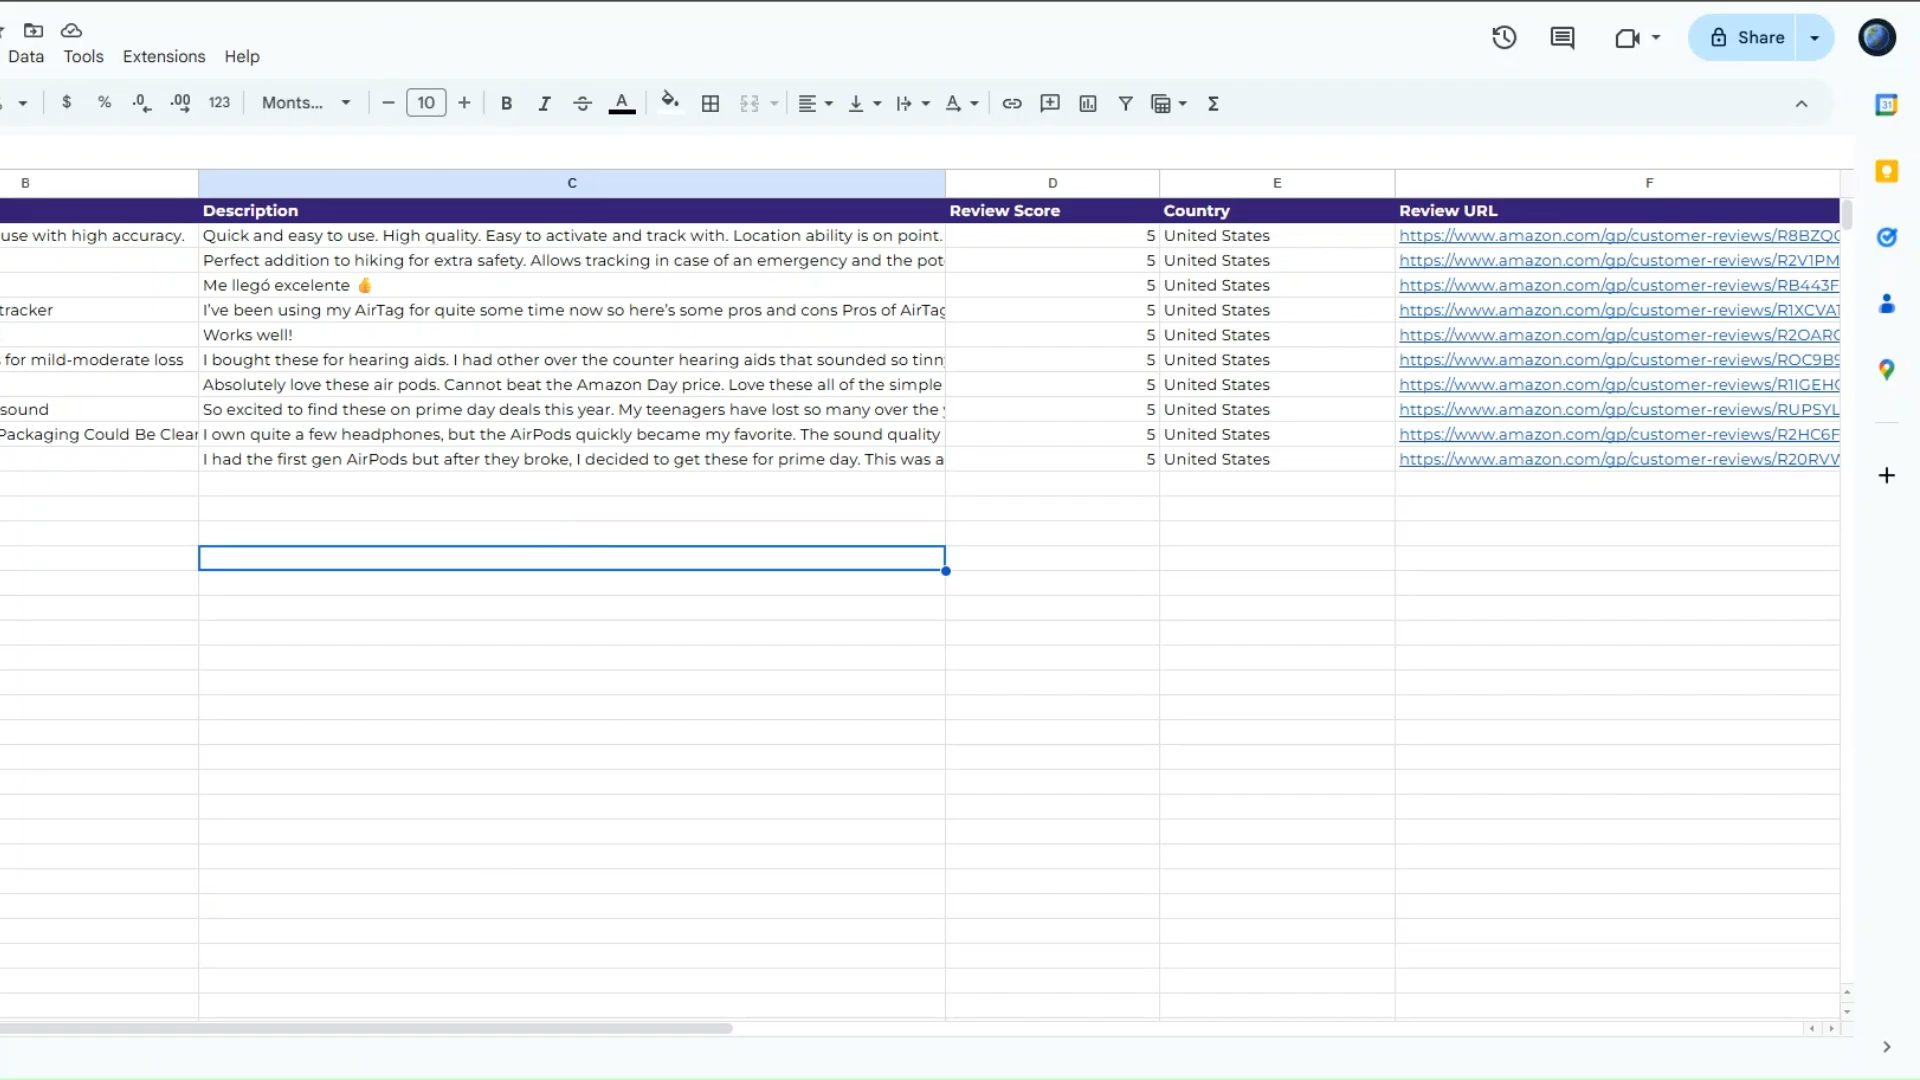 Data Tools Extensions Help Share
$ % .0 .00 123 Monts... 10 B I A
B C D E F
Description Review Score Country Review URL
use with high accuracy. Quick and easy to use. High quality. Easy to activate and track with. Location ability is on point. 5 United States https://www.amazon.com/gp/customer-reviews/R8BZQ
Perfect addition to hiking for extra safety. Allows tracking in case of an emergency and the pot 5 United States https://www.amazon.com/gp/customer-reviews/R2V1PM
Me llegó excelente 👍 5 United States https://www.amazon.com/gp/customer-reviews/RB443F
tracker I've been using my AirTag for quite some time now so here's some pros and cons Pros of AirTag 5 United States https://www.amazon.com/gp/customer-reviews/R1XCVA
Works well! 5 United States https://www.amazon.com/gp/customer-reviews/R2OAR
for mild-moderate loss I bought these for hearing aids. I had other over the counter hearing aids that sounded so tinn 5 United States https://www.amazon.com/gp/customer-reviews/ROC9B9
Absolutely love these air pods. Cannot beat the Amazon Day price. Love these all of the simple 5 United States https://www.amazon.com/gp/customer-reviews/R1IGEH
sound So excited to find these on prime day deals this year. My teenagers have lost so many over the 5 United States https://www.amazon.com/gp/customer-reviews/RUPSYL
Packaging Could Be Clear I own quite a few headphones, but the AirPods quickly became my favorite. The sound quality 5 United States https://www.amazon.com/gp/customer-reviews/R2HC6F
I had the first gen AirPods but after they broke, I decided to get these for prime day. This was a 5 United States https://www.amazon.com/gp/customer-reviews/R20RV